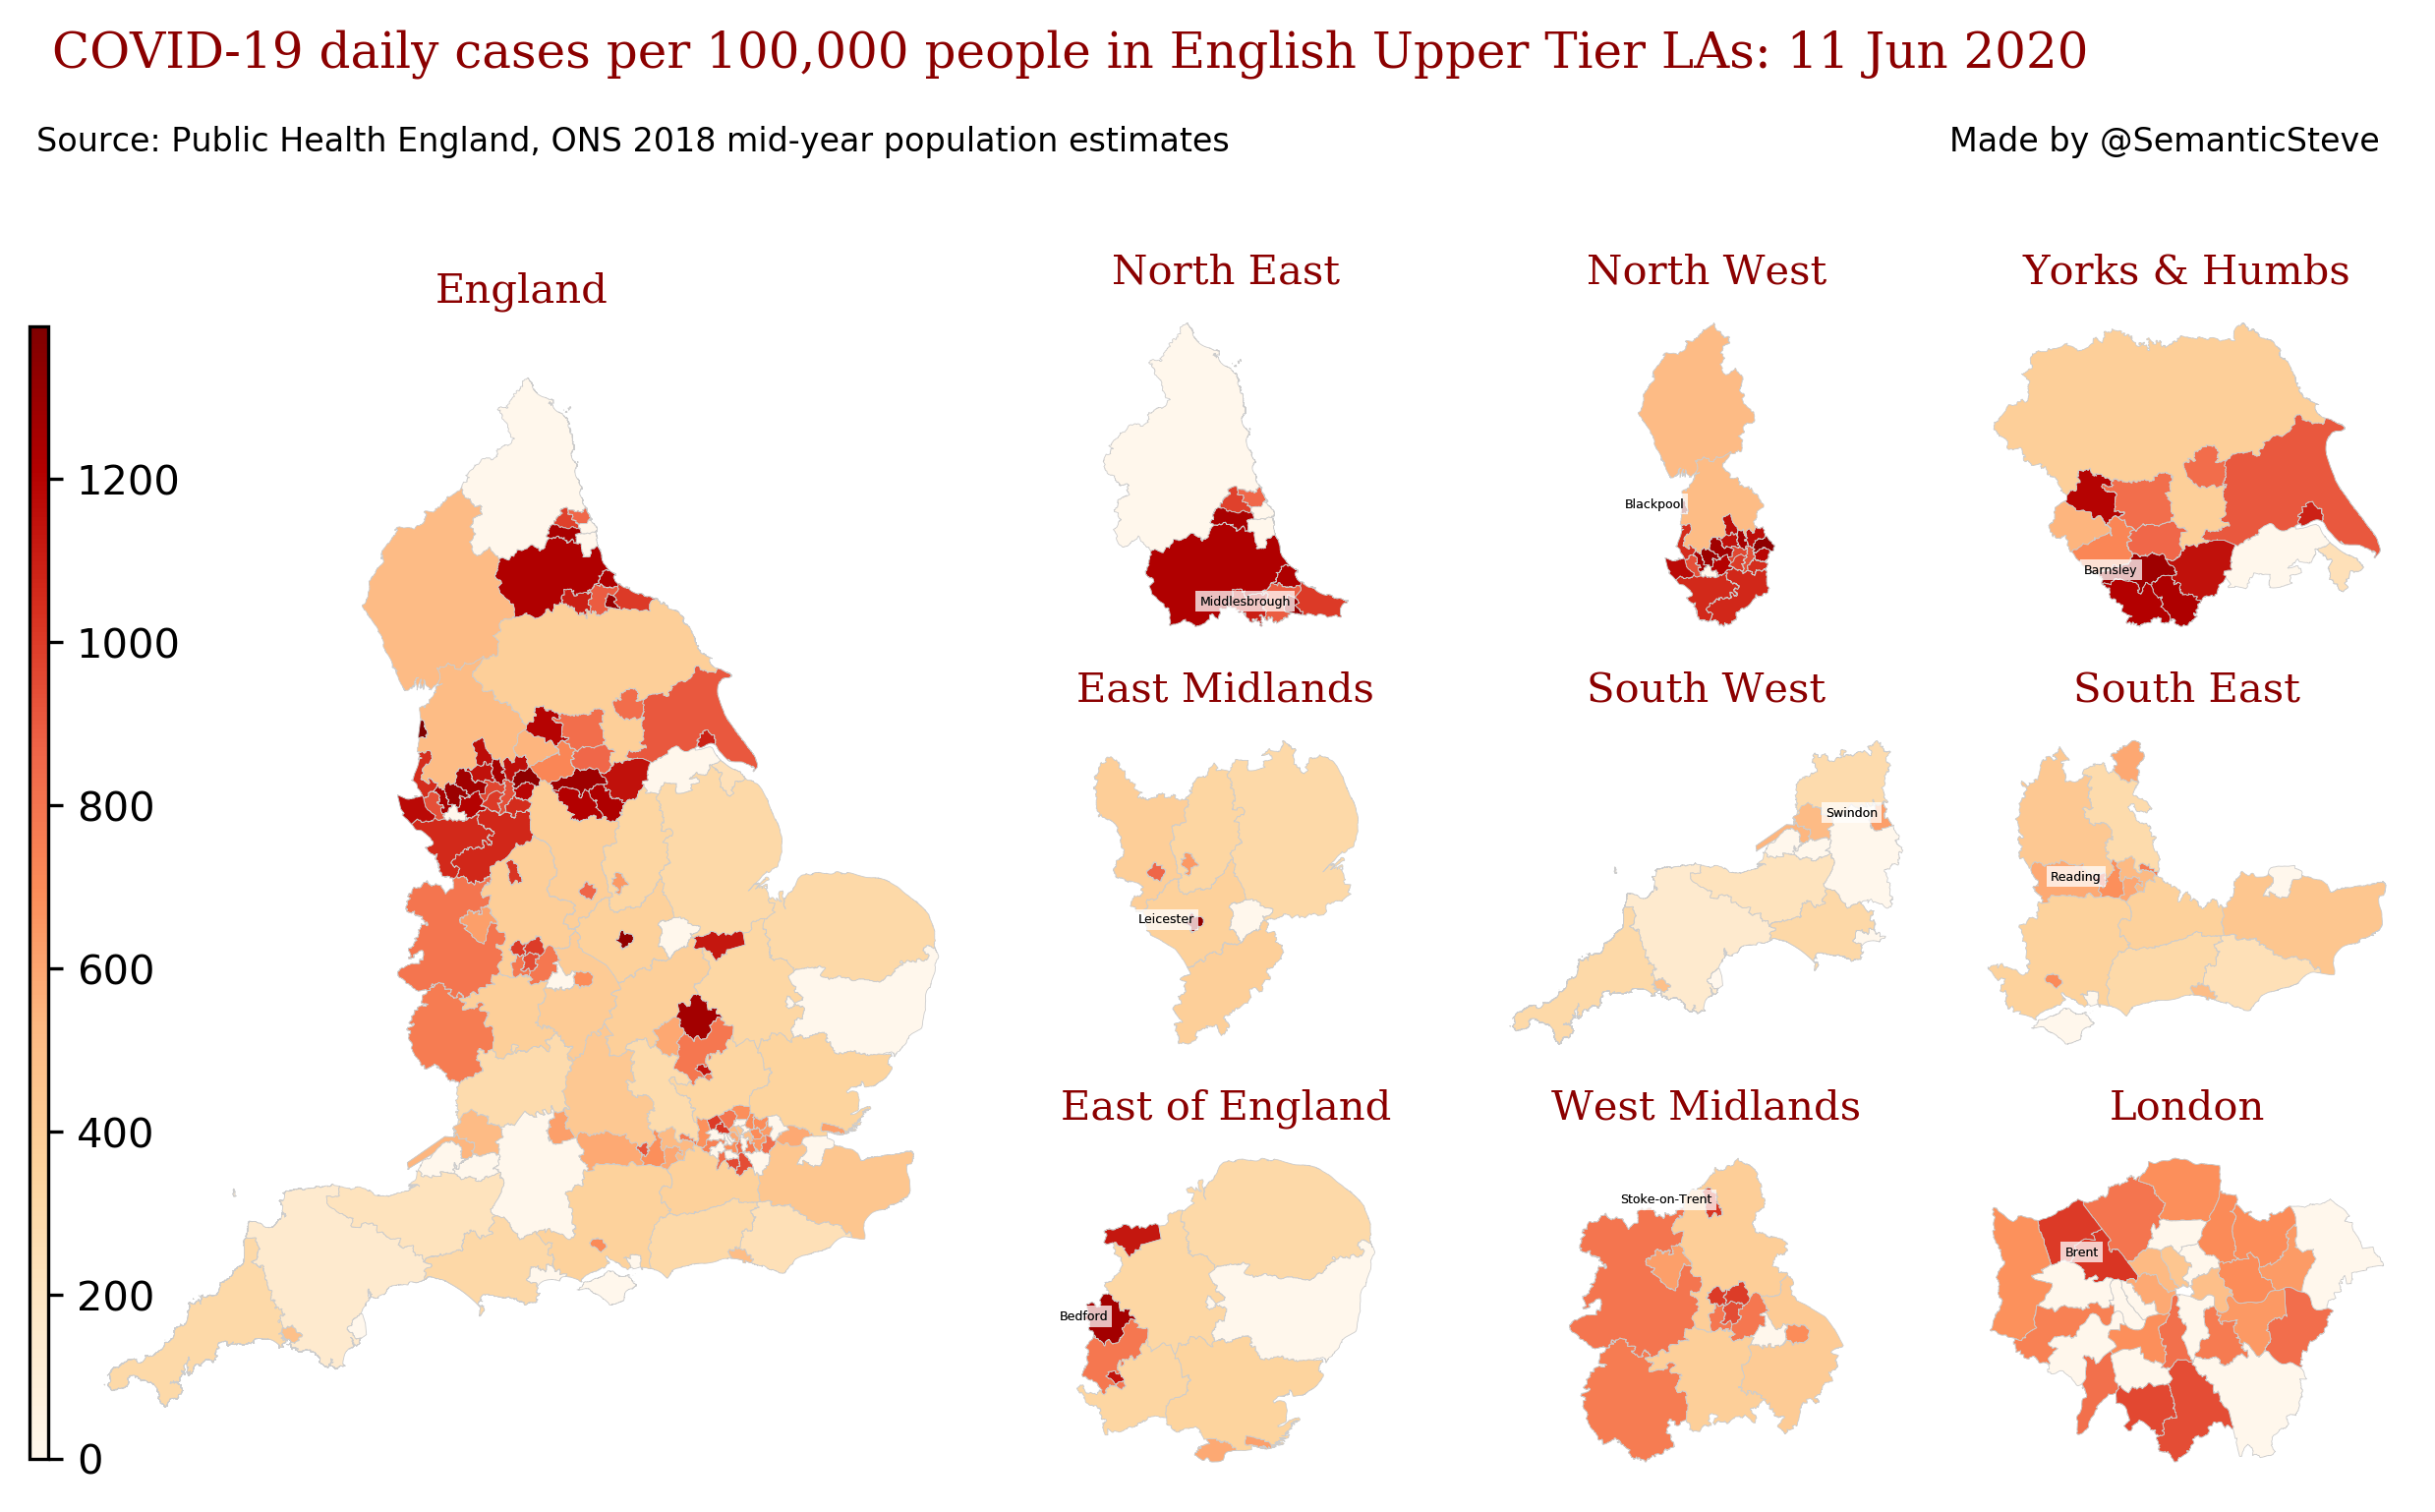 COVID-19 daily cases per 100,000 people in English Upper Tier LAs: 11 Jun 2020
Source: Public Health England, ONS 2018 mid-year population estimates
Made by @SemanticSteve
England
1200
1000
800
600
400
200
0
North East
Middlesbrough
North West
Blackpool
Yorks & Humbs
Barnsley
East Midlands
Leicester
South West
Swindon
South East
Reading
East of England
Bedford
West Midlands
Stoke-on-Trent
London
Brent